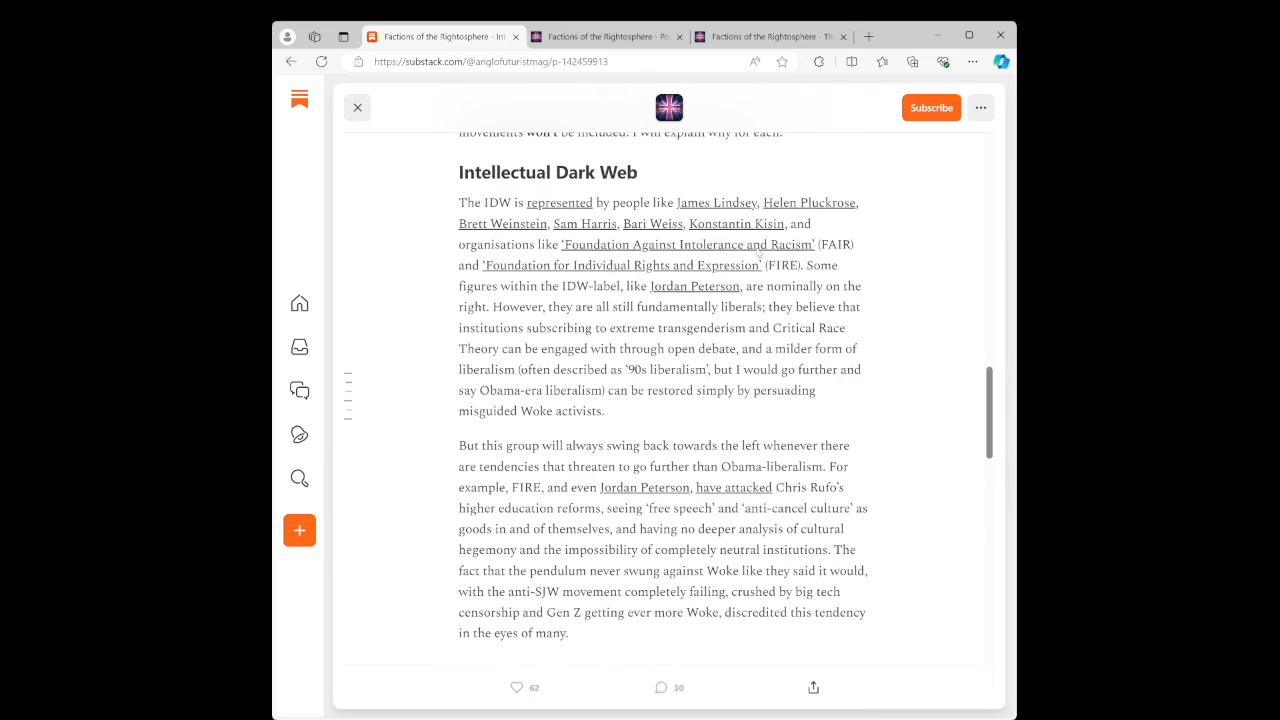 Factions of the Rightosphere - Int
Factions of the Rightosphere - Po
Factions of the Rightosphere - Th
https://substack.com/@anglofuturistmag/p-142459913
Subscribe
movements won't be included. I will explain why for each.
Intellectual Dark Web
The IDW is represented by people like James Lindsey, Helen Pluckrose,
Brett Weinstein, Sam Harris, Bari Weiss, Konstantin Kisin, and
organisations like ‘Foundation Against Intolerance and Racism’ (FAIR)
and ‘Foundation for Individual Rights and Expression’ (FIRE). Some
figures within the IDW-label, like Jordan Peterson, are nominally on the
right. However, they are all still fundamentally liberals; they believe that
institutions subscribing to extreme transgenderism and Critical Race
Theory can be engaged with through open debate, and a milder form of
liberalism (often described as ‘90s liberalism’, but I would go further and
say Obama-era liberalism) can be restored simply by persuading
misguided Woke activists.
But this group will always swing back towards the left whenever there
are tendencies that threaten to go further than Obama-liberalism. For
example, FIRE, and even Jordan Peterson, have attacked Chris Rufo’s
higher education reforms, seeing ‘free speech’ and ‘anti-cancel culture’ as
goods in and of themselves, and having no deeper analysis of cultural
hegemony and the impossibility of completely neutral institutions. The
fact that the pendulum never swung against Woke like they said it would,
with the anti-SJW movement completely failing, crushed by big tech
censorship and Gen Z getting ever more Woke, discredited this tendency
in the eyes of many.
62
30